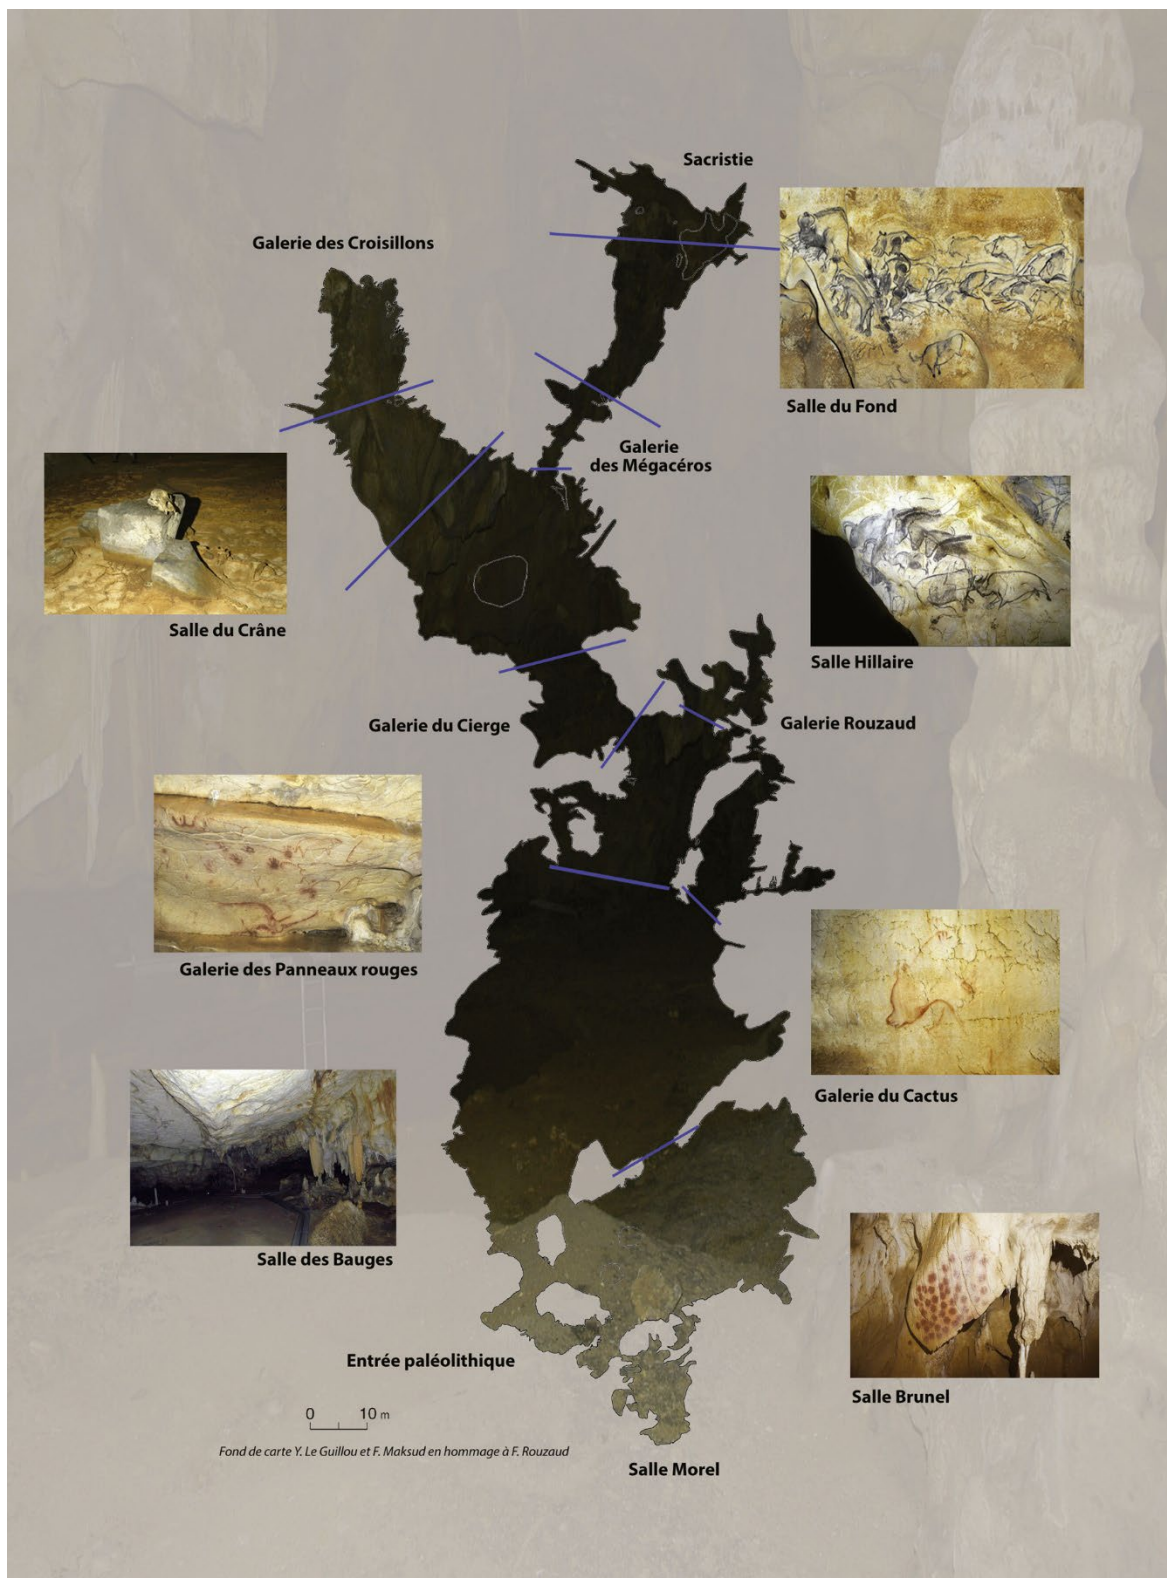 Sacristie
Galerie des Croisillons
Salle du Fond
Galerie
des Mégacéros
Salle du Crâne
Salle Hillaire
Galerie du Cierge
Galerie Rouzaud
Galerie des Panneaux rouges
Galerie du Cactus
Salle des Bauges
Entrée paléolithique
Salle Brunel
0 10 m
Fond de carte Y. Le Guillou et F. Maksud en hommage à F. Rouzaud
Salle Morel